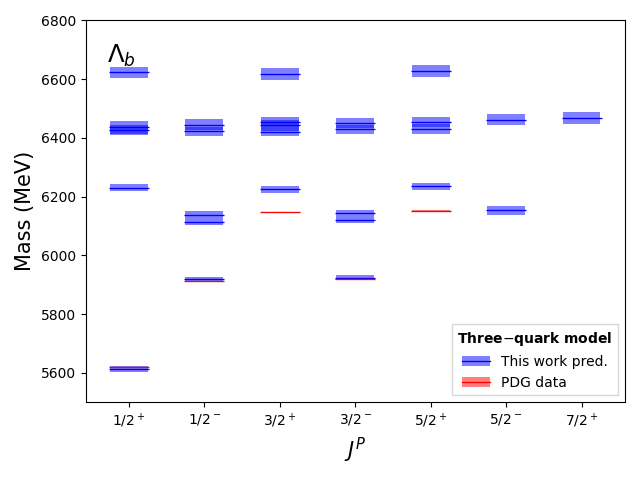 6800
6600
6400
6200
6000
5800
5600
Mass (MeV)
Λ_b
Three−quark model
This work pred.
PDG data
1/2⁺ 1/2⁻ 3/2⁺ 3/2⁻ 5/2⁺ 5/2⁻ 7/2⁺
J^P